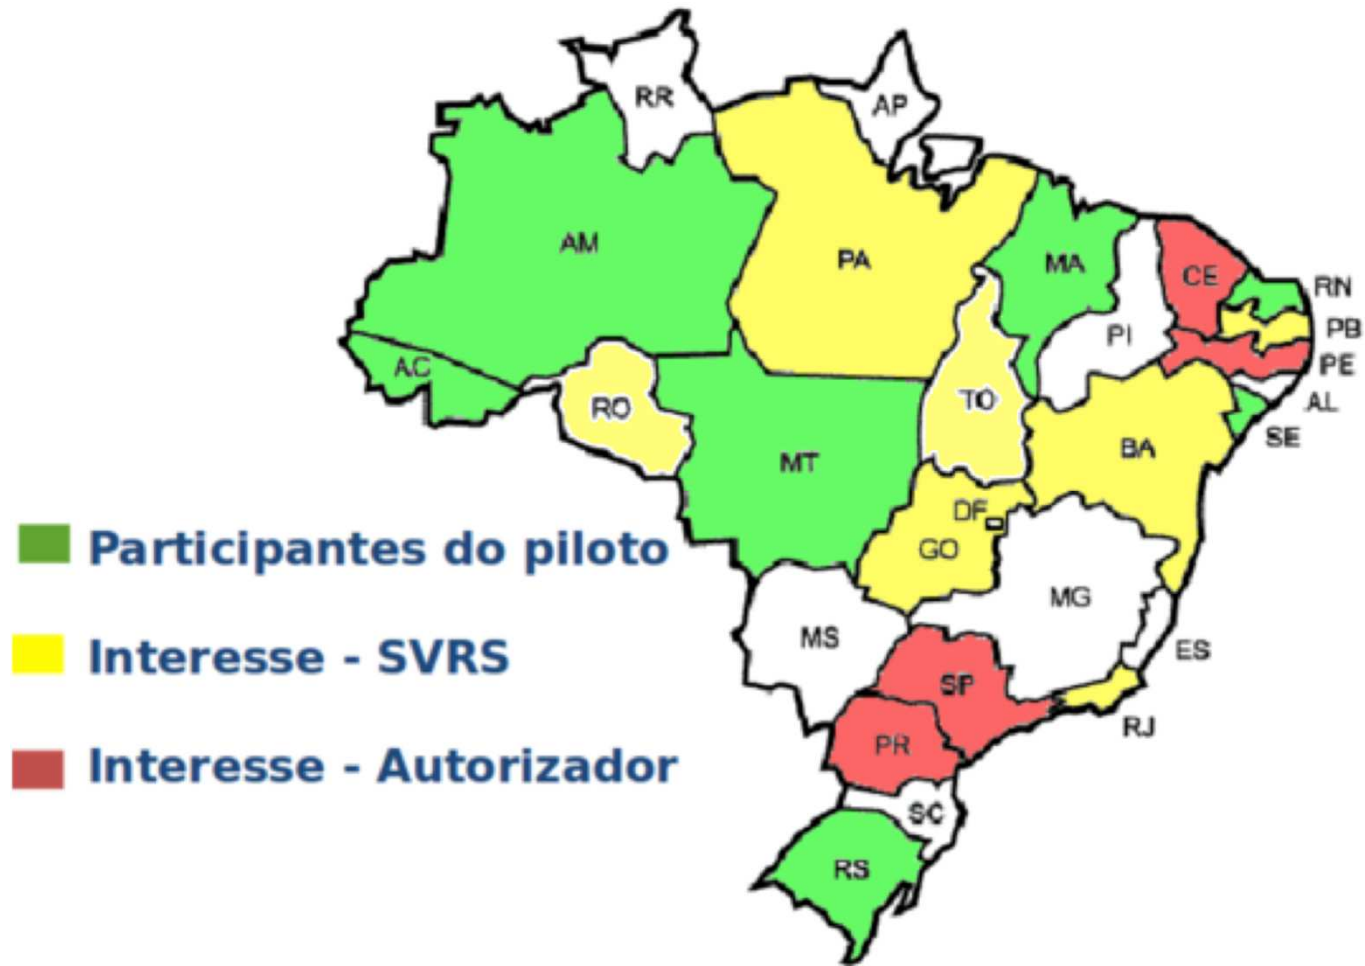 RR
AP
AM
PA
MA
CE
RN
PI
PB
PE
AC
RO
TO
AL
SE
BA
MT
DF
GO
Participantes do piloto
MG
MS
ES
Interesse - SVRS
SP
RJ
PR
Interesse - Autorizador
SC
RS